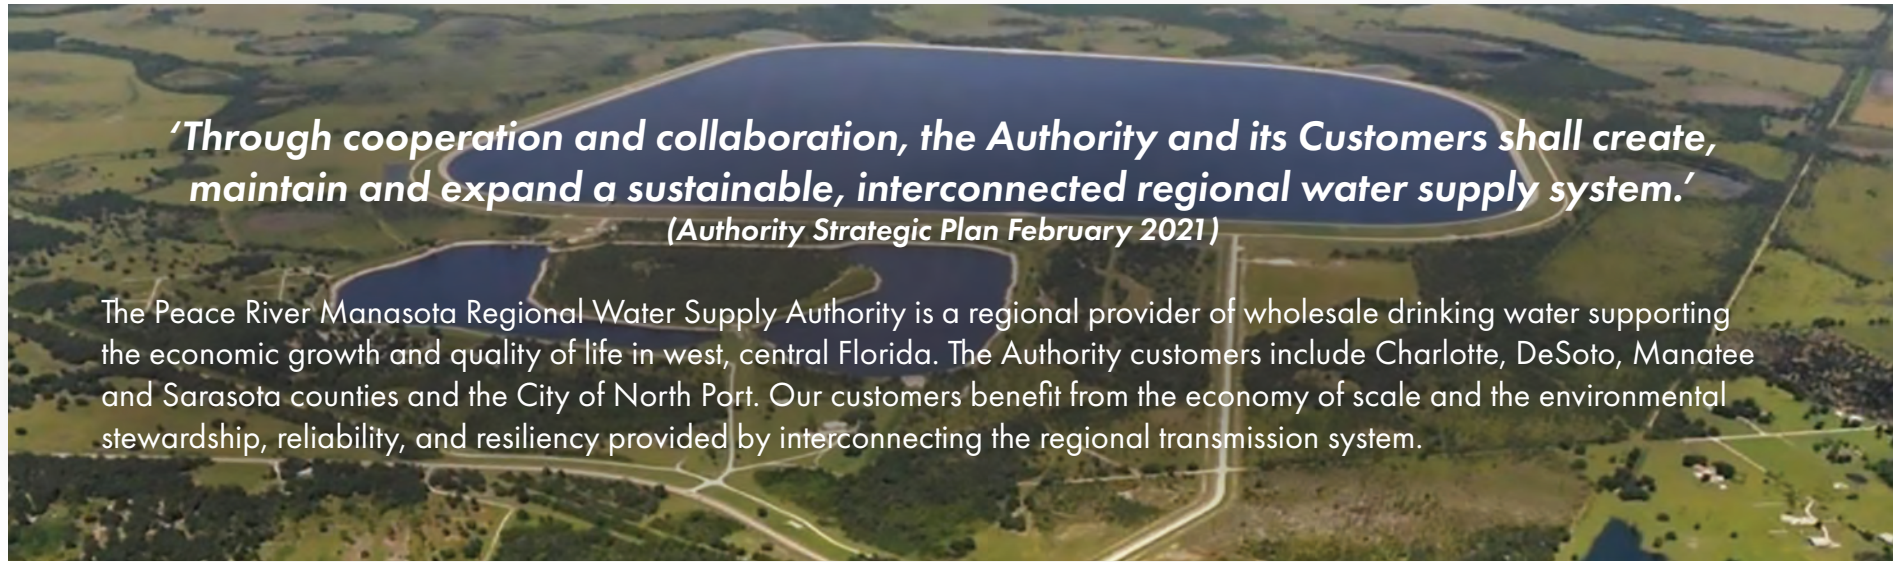 ‘Through cooperation and collaboration, the Authority and its Customers shall create,
maintain and expand a sustainable, interconnected regional water supply system.’
(Authority Strategic Plan February 2021)
The Peace River Manasota Regional Water Supply Authority is a regional provider of wholesale drinking water supporting
the economic growth and quality of life in west, central Florida. The Authority customers include Charlotte, DeSoto, Manatee
and Sarasota counties and the City of North Port. Our customers benefit from the economy of scale and the environmental
stewardship, reliability, and resiliency provided by interconnecting the regional transmission system.